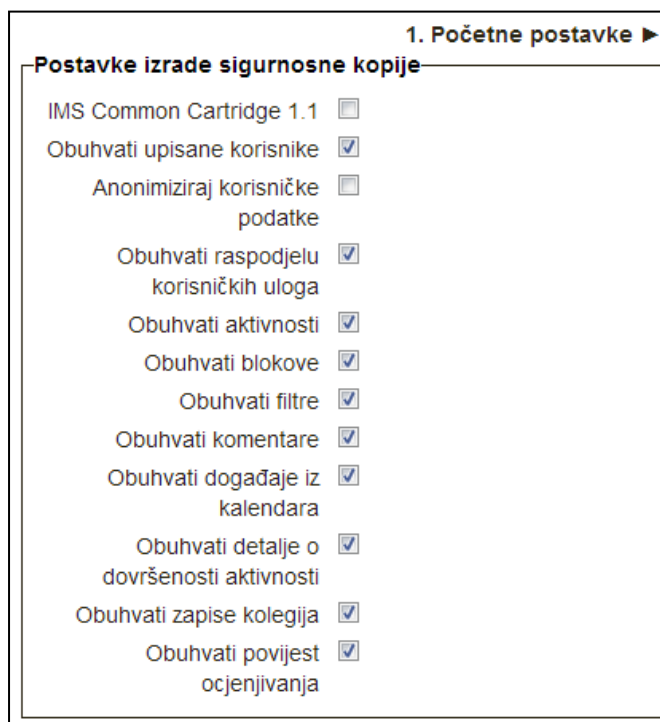 1. Početne postavke ►
Postavke izrade sigurnosne kopije
IMS Common Cartridge 1.1
Obuhvati upisane korisnike
Anonimiziraj korisničke
podatke
Obuhvati raspodjelu
korisničkih uloga
Obuhvati aktivnosti
Obuhvati blokove
Obuhvati filtre
Obuhvati komentare
Obuhvati događaje iz
kalendara
Obuhvati detalje o
dovršenosti aktivnosti
Obuhvati zapise kolegija
Obuhvati povijest
ocjenjivanja